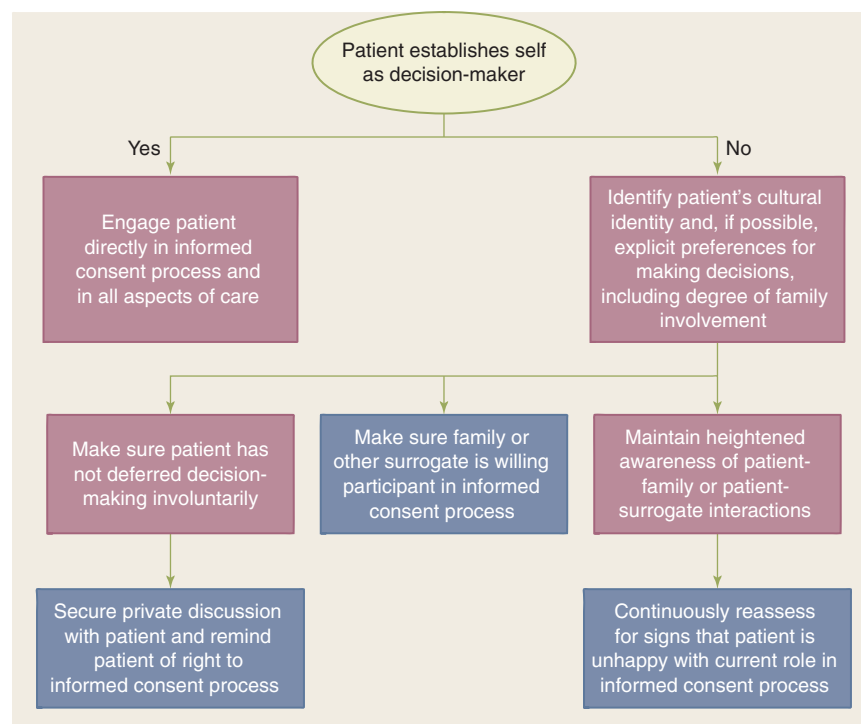 Patient establishes self
as decision-maker
Yes
No
Engage patient
directly in informed
consent process and
in all aspects of care
Identify patient's cultural
identity and, if possible,
explicit preferences for
making decisions,
including degree of family
involvement
Make sure patient has
not deferred decision-
making involuntarily
Make sure family or
other surrogate is willing
participant in informed
consent process
Maintain heightened
awareness of patient-
family or patient-
surrogate interactions
Secure private discussion
with patient and remind
patient of right to
informed consent process
Continuously reassess
for signs that patient is
unhappy with current role in
informed consent process